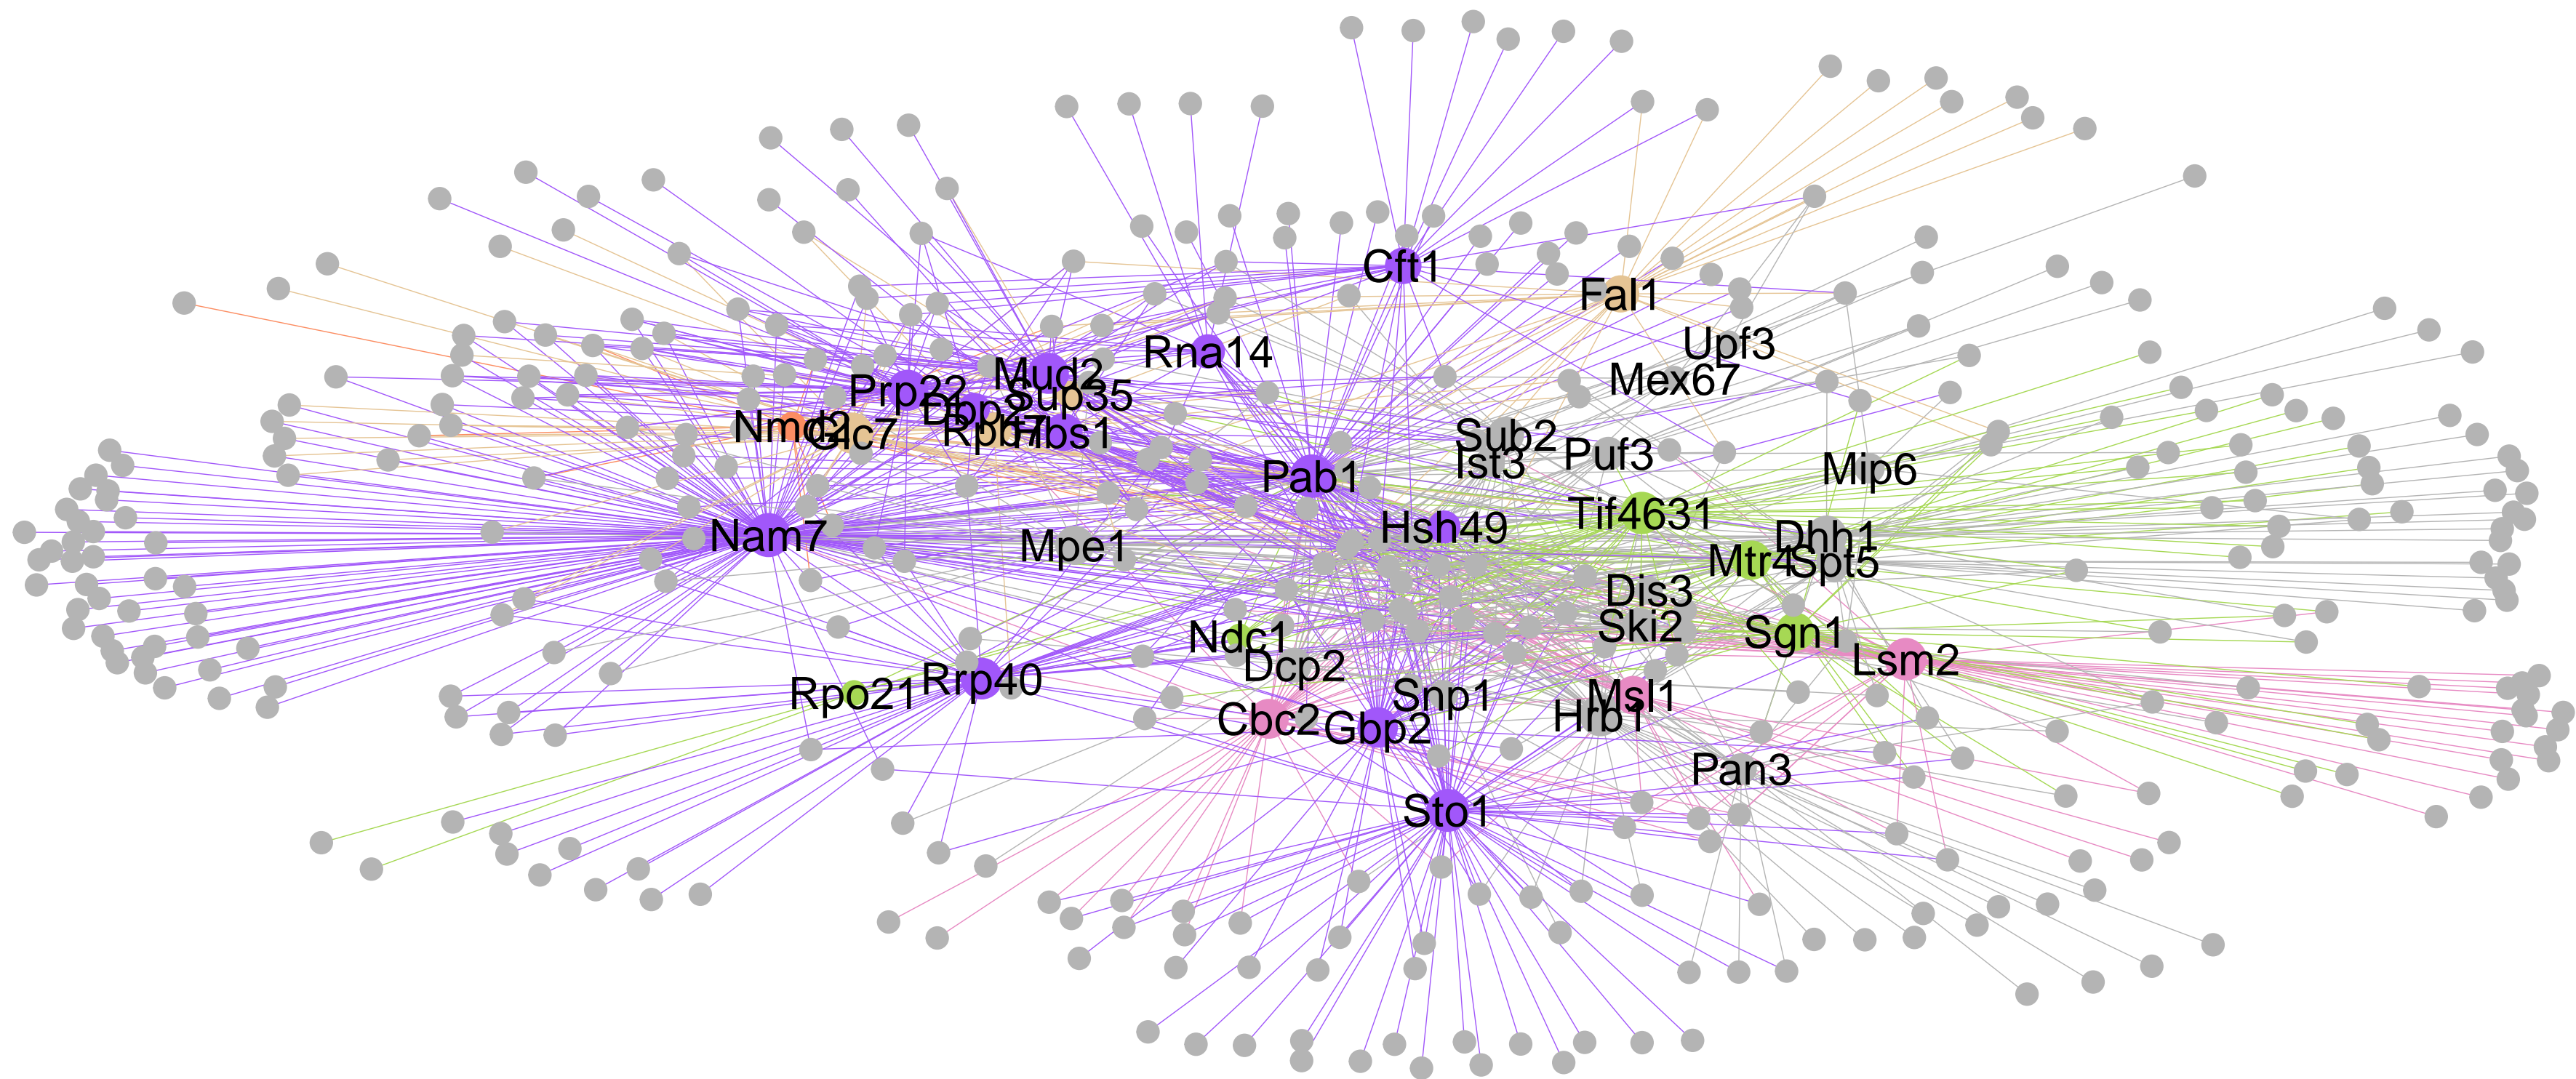 Cft1
Fal1
Upf3
Rna14
Mud2
Mex67
Prp22
Sup35
Dbp2
Nmd2
Glc7
Rpb7
Hbs1
Sub2
Ist3
Puf3
Pab1
Mip6
Tif4631
Hsh49
Nam7
Mpe1
Dhh1
Mtr4
Spt5
Dis3
Ski2
Ndc1
Sgn1
Dcp2
Lsm2
Rrp40
Rpo21
Snp1
Msl1
Hrb1
Cbc2
Gbp2
Pan3
Sto1